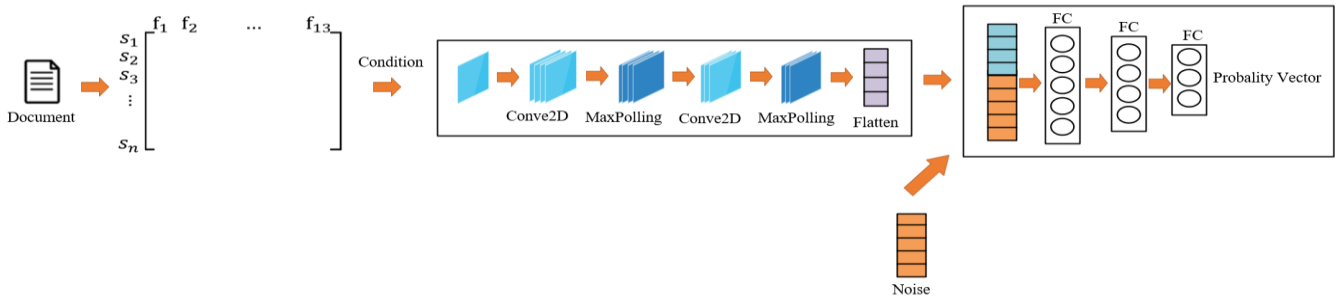 Document
f1 f2 ... f13
s1
s2
s3
⋮
sn
Condition
Conve2D
MaxPolling
Conve2D
MaxPolling
Flatten
Noise
FC
FC
FC
Probality Vector